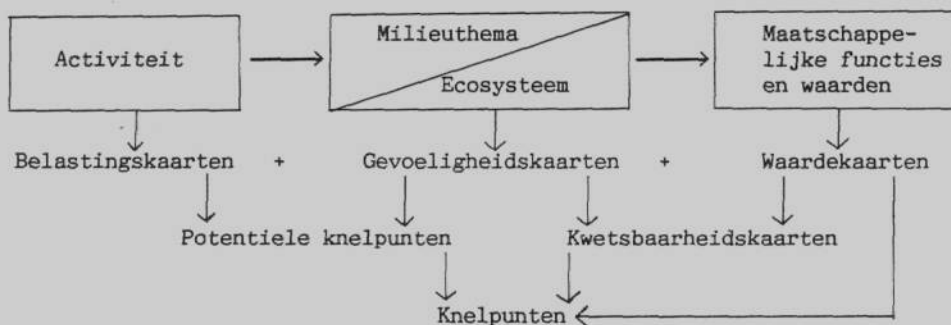 Activiteit
Milieuthema
Ecosysteem
Maatschappe-
lijke functies
en waarden
Belastingskaarten + Gevoeligheidskaarten + Waardekaarten
Potentiele knelpunten Kwetsbaarheidskaarten
Knelpunten